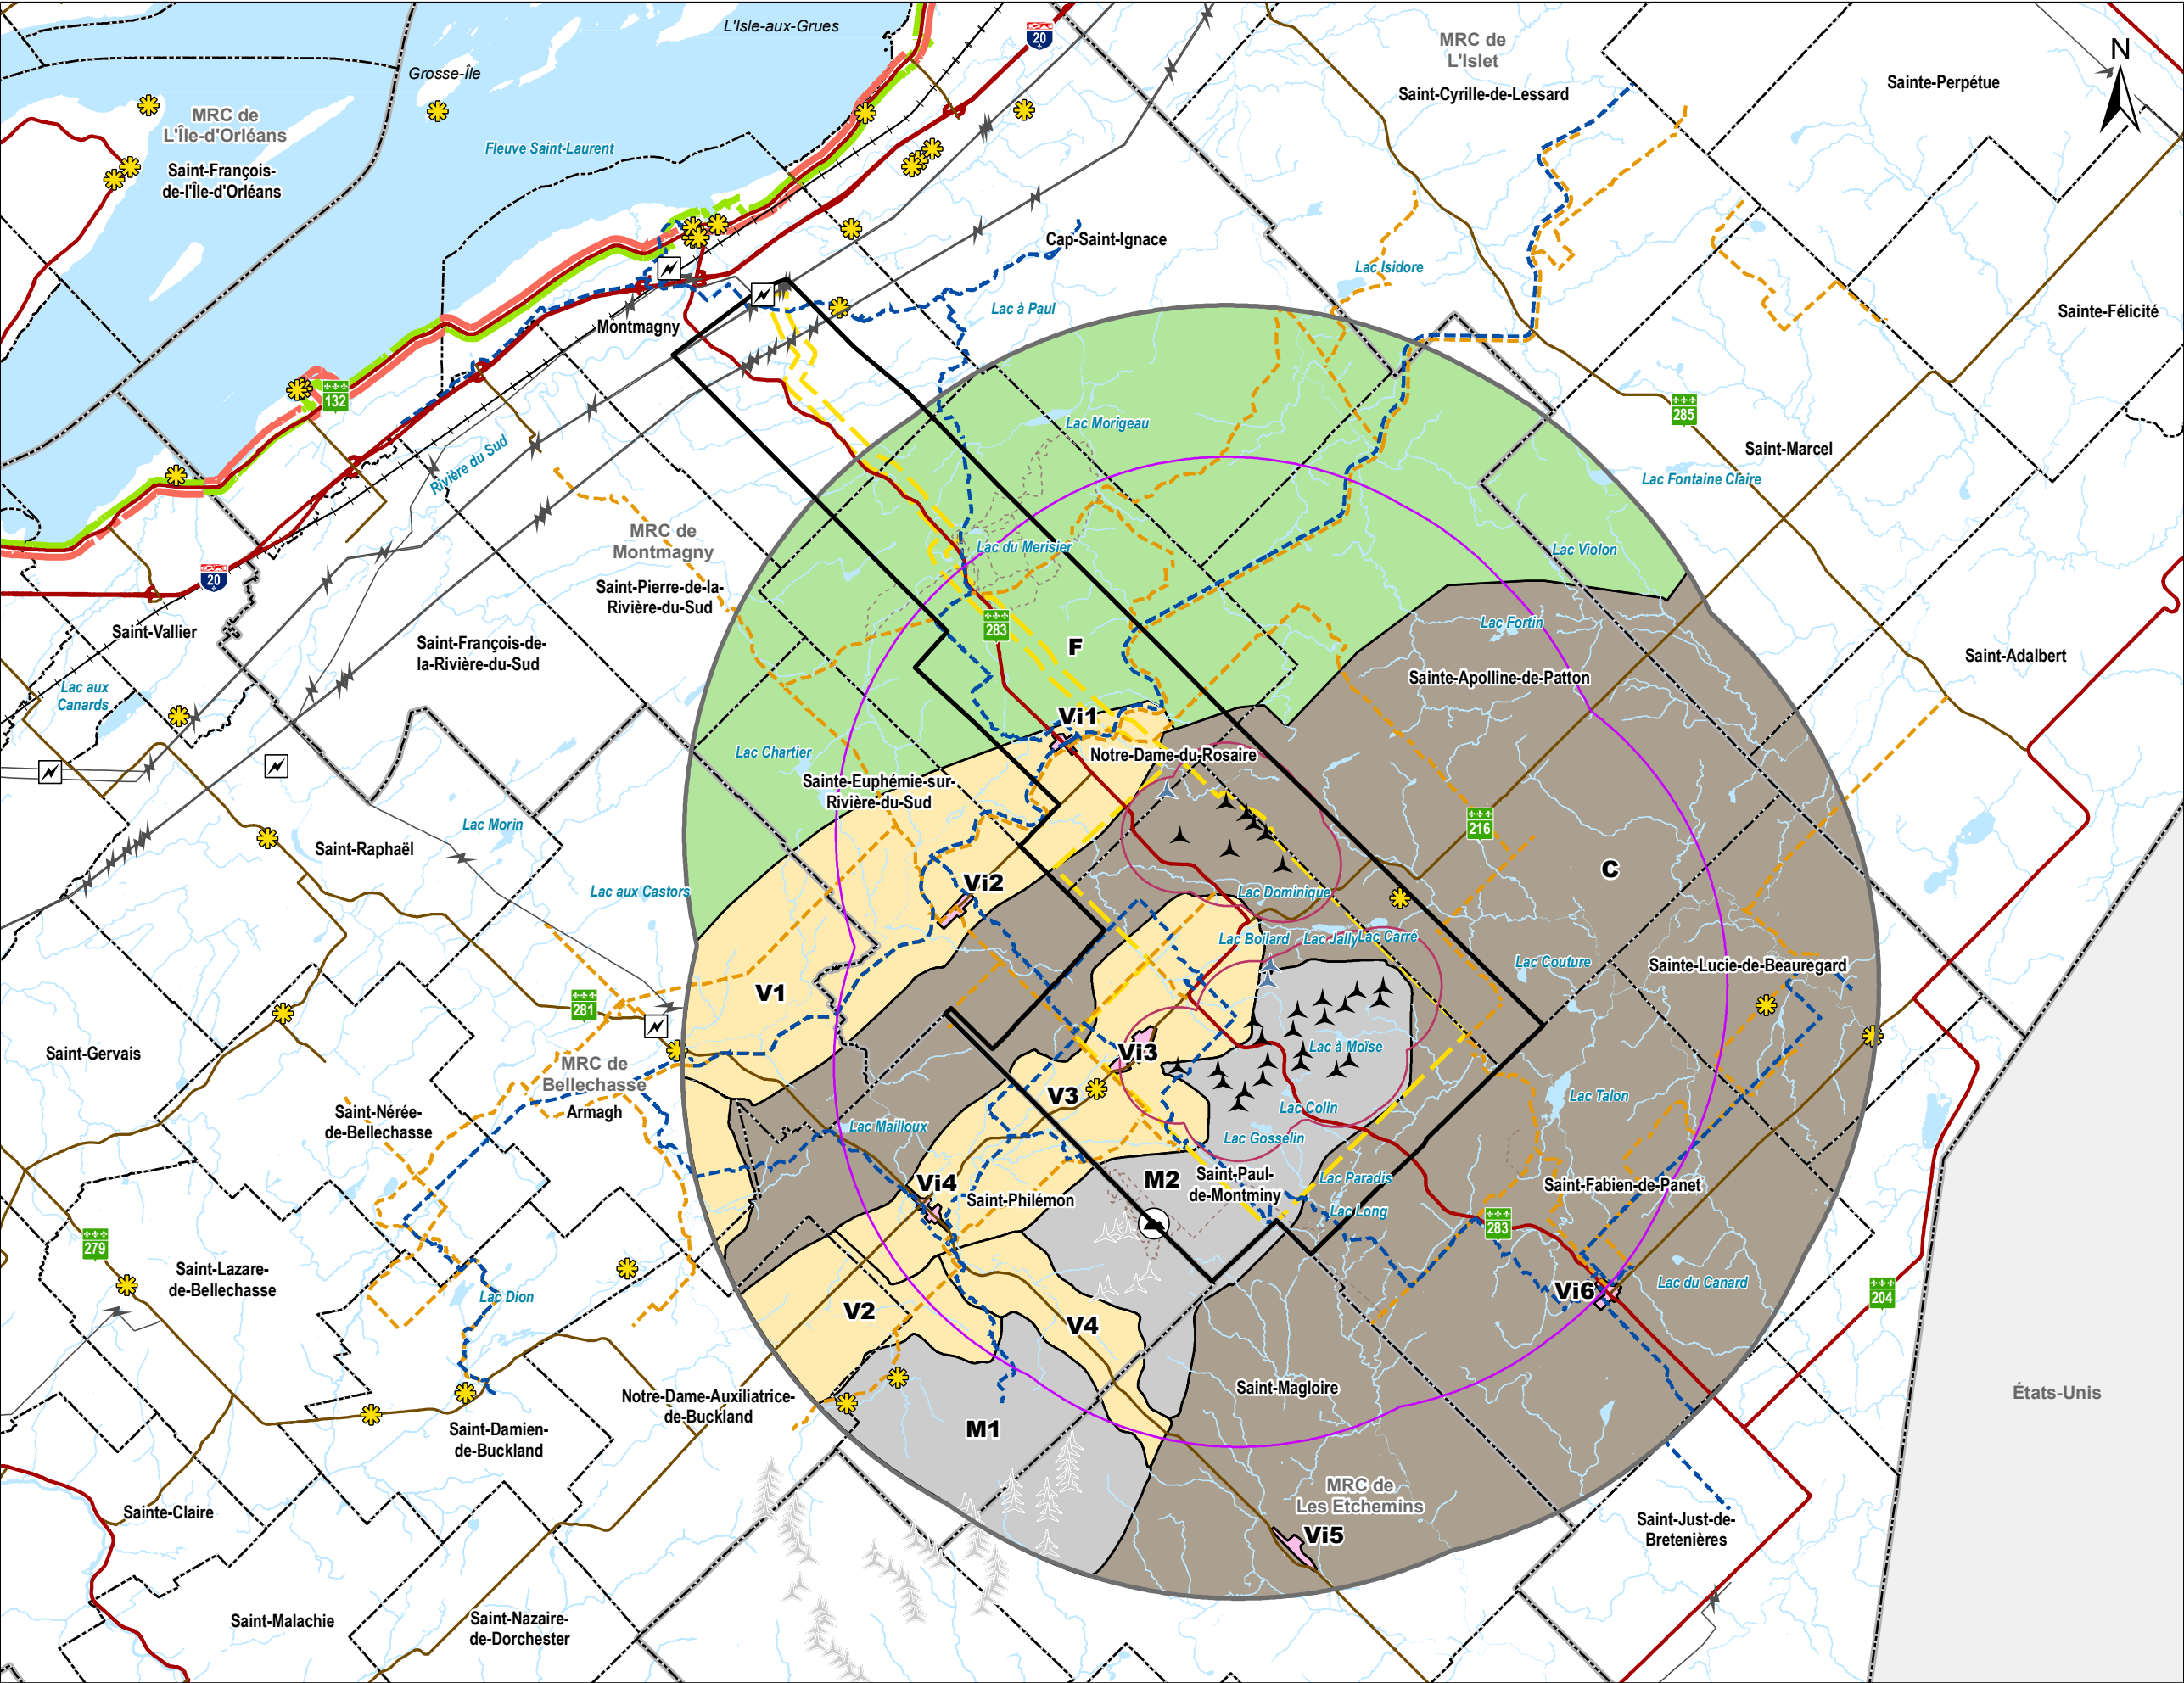 L'Isle-aux-Grues
20
N
MRC de
L'Islet
Grosse-Île
Sainte-Perpétue
Saint-Cyrille-de-Lessard
MRC de
L'Île-d'Orléans
Fleuve Saint-Laurent
Saint-François-
de-l'Île-d'Orléans
Cap-Saint-Ignace
Lac Isidore
Lac à Paul
Sainte-Félicité
Montmagny
132
285
Lac Morigeau
Saint-Marcel
Rivière du Sud
Lac Fontaine Claire
MRC de
Montmagny
Lac du Merisier
Lac Violon
20
Saint-Pierre-de-la-
Rivière-du-Sud
Saint-Vallier
283
Lac Fortin
Saint-François-de-
la-Rivière-du-Sud
F
Saint-Adalbert
Sainte-Apolline-de-Patton
Lac aux
Canards
Vi1
Lac Chartier
Notre-Dame-du-Rosaire
Sainte-Euphémie-sur-
Rivière-du-Sud
Lac Morin
216
Saint-Raphaël
C
Lac aux Castors
Vi2
Lac Dominique
Lac Boilard
Lac Jally
Lac Carré
Lac Couture
Sainte-Lucie-de-Beauregard
V1
281
Saint-Gervais
Vi3
Lac à Moïse
MRC de
Bellechasse
V3
Lac Talon
Armagh
Saint-Nérée-
de-Bellechasse
Lac Mailloux
Lac Colin
Lac Gosselin
Vi4
M2
Saint-Paul-
de-Montminy
Lac Paradis
Saint-Fabien-de-Panet
Saint-Philémon
Lac Long
283
279
Saint-Lazare-
de-Bellechasse
Lac Dion
Vi6
Lac du Canard
204
V2
V4
Saint-Magloire
États-Unis
Notre-Dame-Auxiliatrice-
de-Buckland
Saint-Damien-
de-Buckland
M1
MRC de
Les Etchemins
Sainte-Claire
Vi5
Saint-Just-de-
Bretenières
Saint-Malachie
Saint-Nazaire-
de-Dorchester